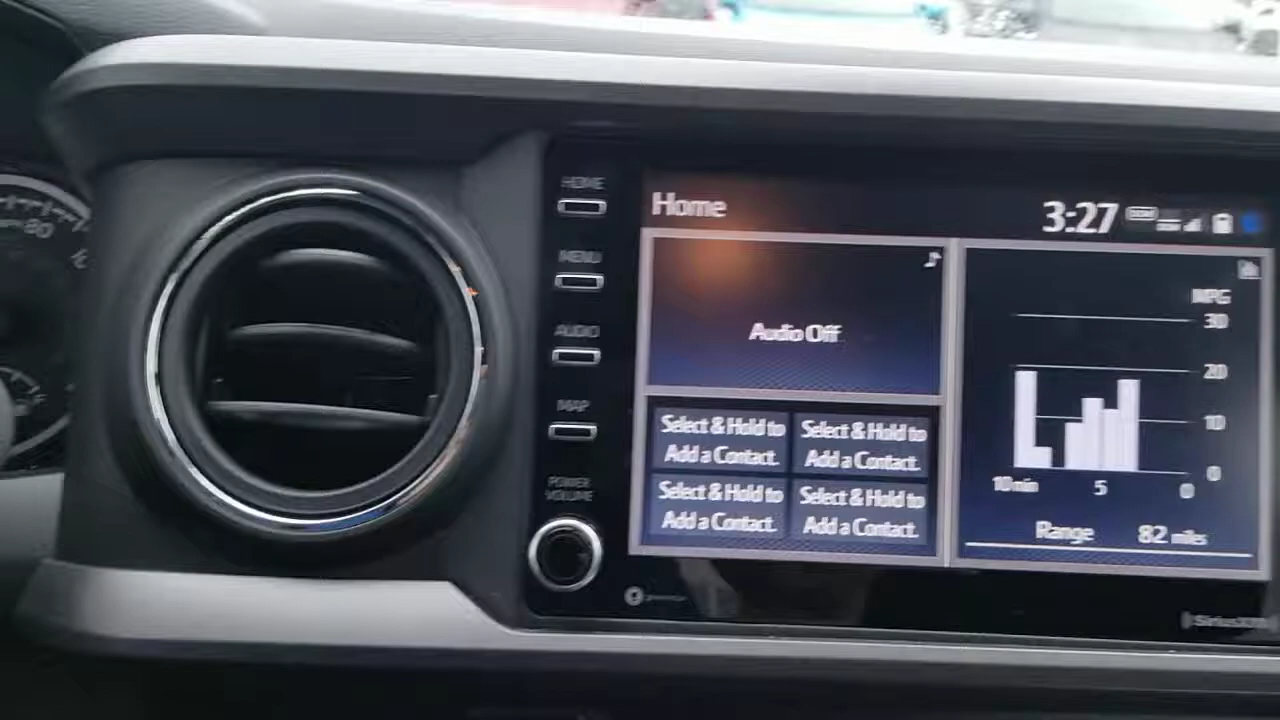 80
HOME
MENU
AUDIO
MAP
POWER
VOLUME
Home
3:27
Audio Off
Select & Hold to
Add a Contact.
Select & Hold to
Add a Contact.
Select & Hold to
Add a Contact.
Select & Hold to
Add a Contact.
MPG
30
20
10
0
10min
5
0
Range 82 miles
SiriusXM